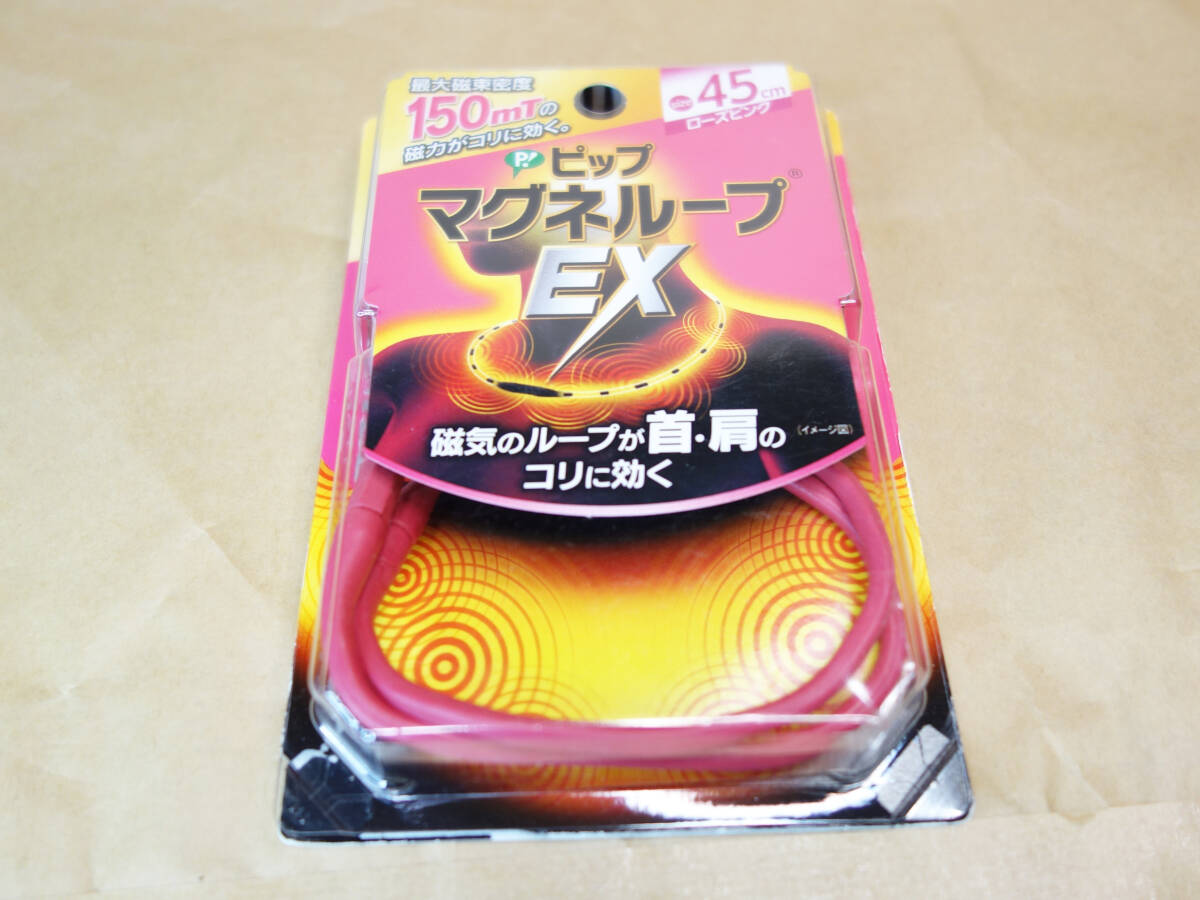 最大磁束密度
150mTの
磁力がコリに効く。
size 45cm
ローズピンク
P! ピップ
マグネループ®
EX
磁気のループが首・肩の
コリに効く
(イメージ図)